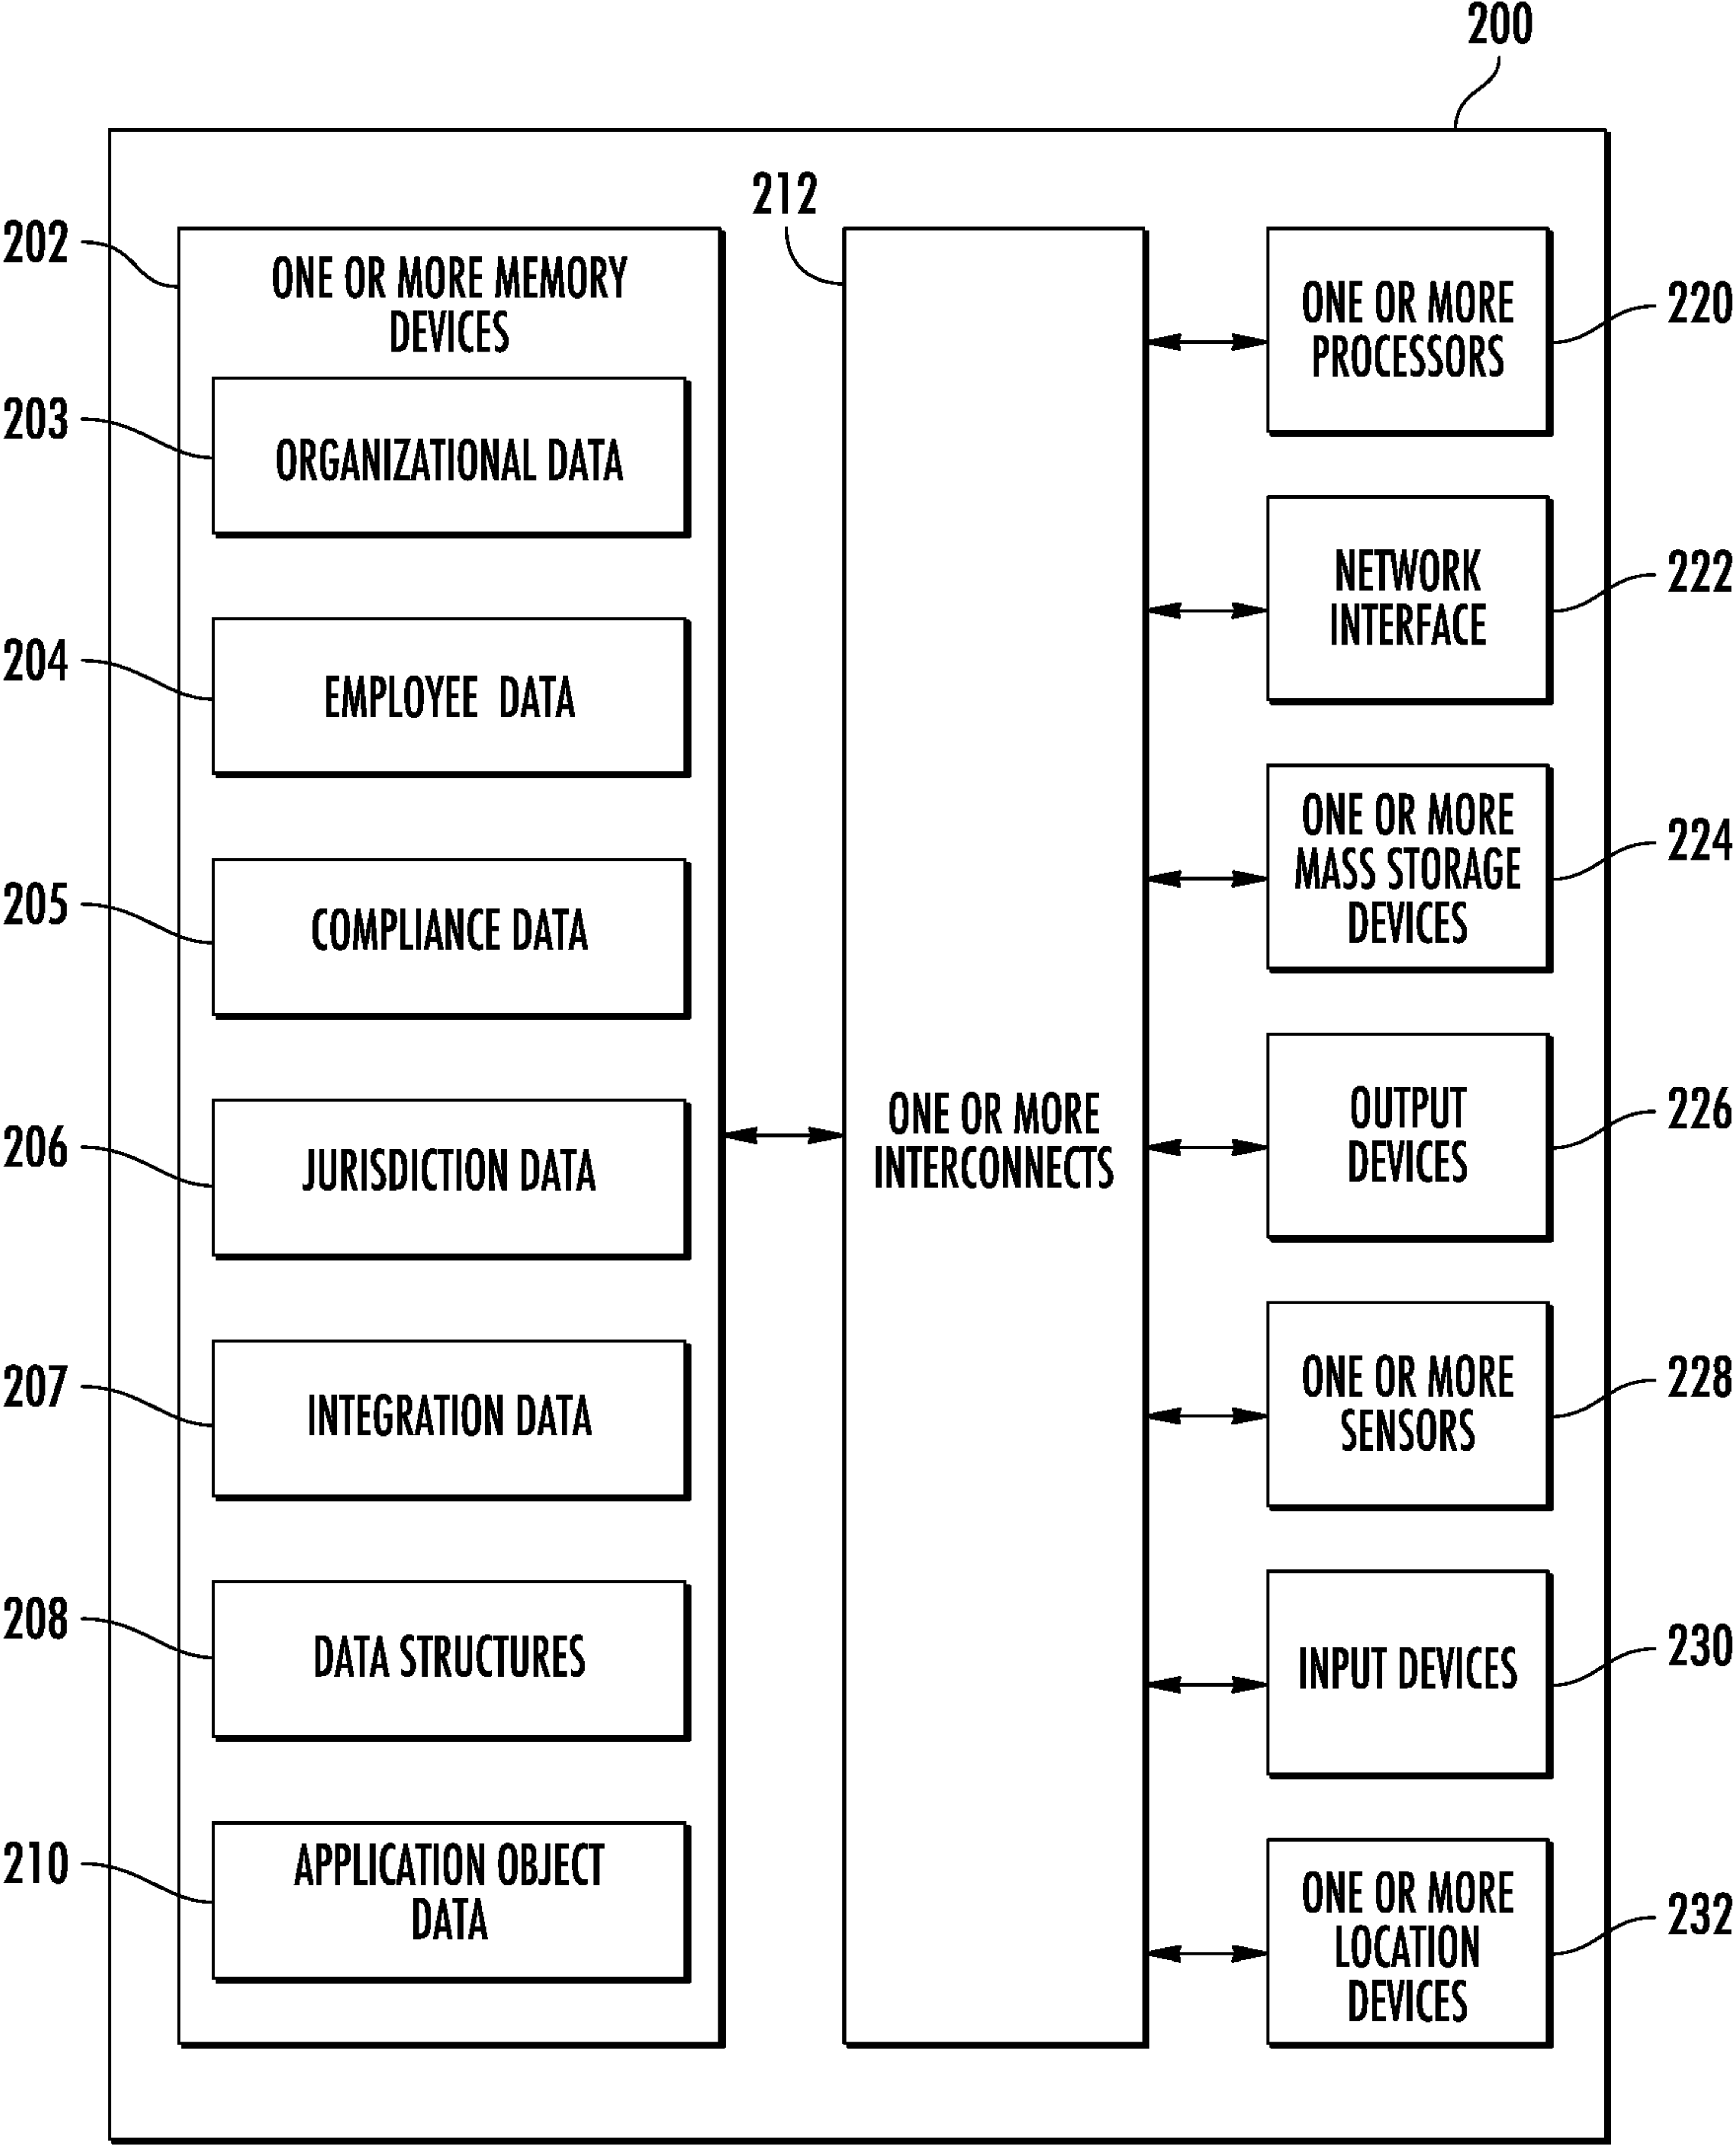 200
212
202
ONE OR MORE MEMORY
DEVICES
203
ORGANIZATIONAL DATA
204
EMPLOYEE DATA
205
COMPLIANCE DATA
206
JURISDICTION DATA
207
INTEGRATION DATA
208
DATA STRUCTURES
210
APPLICATION OBJECT
DATA
ONE OR MORE
INTERCONNECTS
ONE OR MORE
PROCESSORS
220
NETWORK
INTERFACE
222
ONE OR MORE
MASS STORAGE
DEVICES
224
OUTPUT
DEVICES
226
ONE OR MORE
SENSORS
228
INPUT DEVICES
230
ONE OR MORE
LOCATION
DEVICES
232